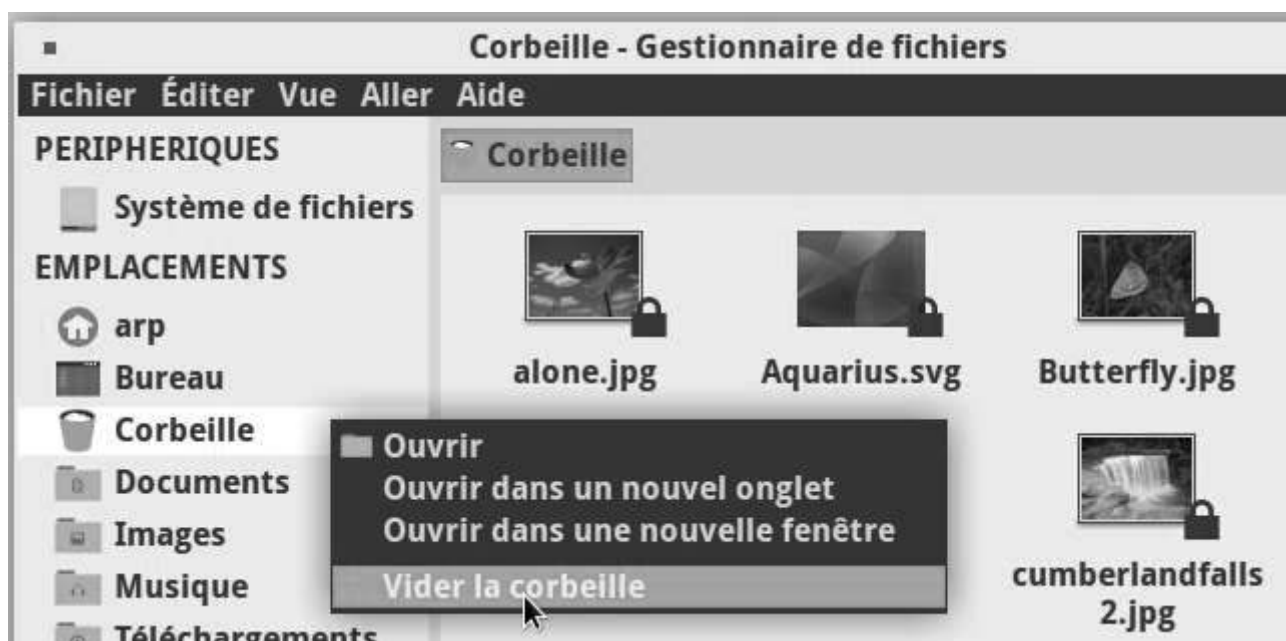 Corbeille - Gestionnaire de fichiers
Fichier Éditer Vue Aller Aide
PERIPHERIQUES
Système de fichiers
EMPLACEMENTS
arp
Bureau
Corbeille
Documents
Images
Musique
Téléchargements
Corbeille
alone.jpg
Aquarius.svg
Butterfly.jpg
cumberlandfalls
2.jpg
Ouvrir
Ouvrir dans un nouvel onglet
Ouvrir dans une nouvelle fenêtre
Vider la corbeille